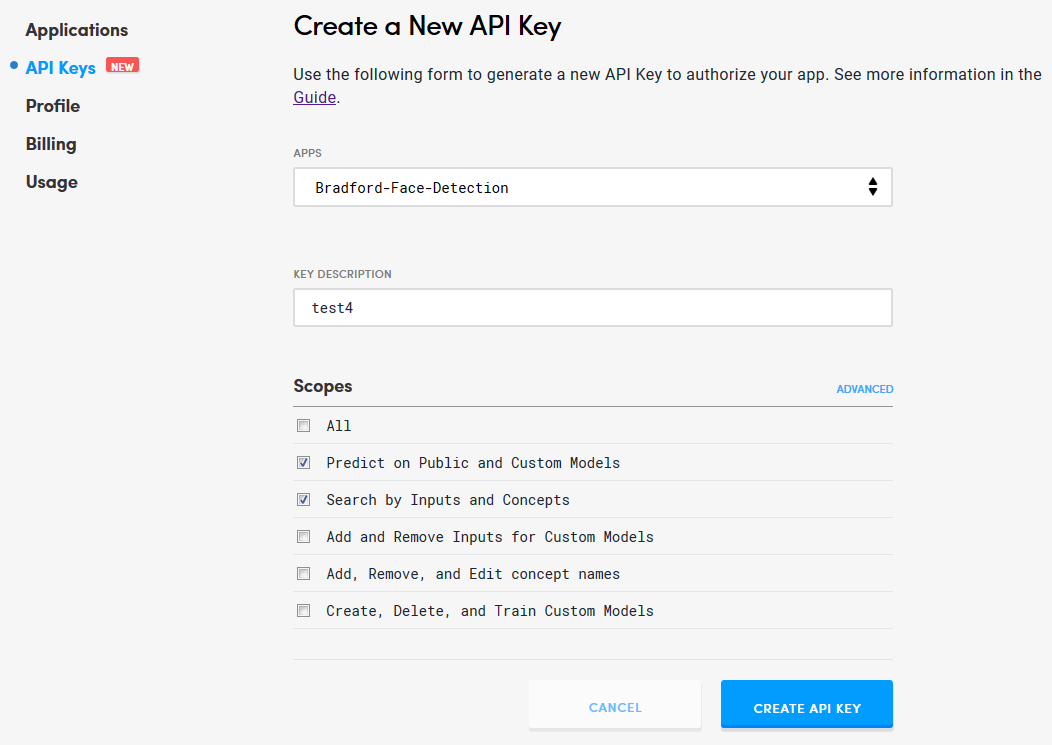 Applications
API Keys NEW
Profile
Billing
Usage
Create a New API Key
Use the following form to generate a new API Key to authorize your app. See more information in the
Guide.
APPS
Bradford-Face-Detection
KEY DESCRIPTION
test4
Scopes
ADVANCED
All
Predict on Public and Custom Models
Search by Inputs and Concepts
Add and Remove Inputs for Custom Models
Add, Remove, and Edit concept names
Create, Delete, and Train Custom Models
CANCEL
CREATE API KEY